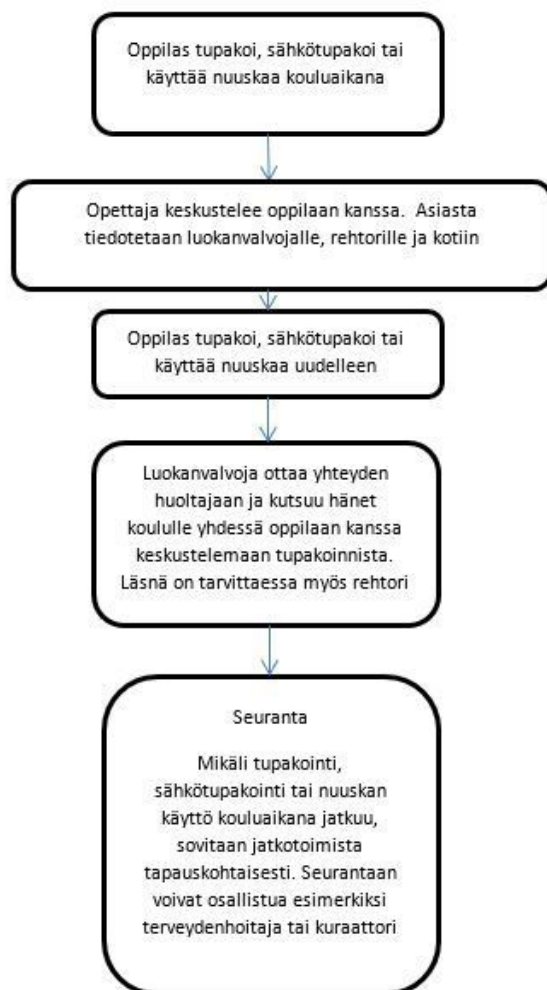 Oppilas tupakoi, sähkötupakoi tai
käyttää nuuskaa kouluaikana
Opettaja keskustelee oppilaan kanssa. Asiasta
tiedotetaan luokanvalvojalle, rehtorille ja kotiin
Oppilas tupakoi, sähkötupakoi tai
käyttää nuuskaa uudelleen
Luokanvalvoja ottaa yhteyden
huoltajaan ja kutsuu hänet
koululle yhdessä oppilaan kanssa
keskustelemaan tupakoinnista.
Läsnä on tarvittaessa myös rehtori
Seuranta
Mikäli tupakointi,
sähkötupakointi tai nuuskan
käyttö kouluaikana jatkuu,
sovitaan jatkotoimista
tapauskohtaisesti. Seurantaan
voivat osallistua esimerkiksi
terveydenhoitaja tai kuraattori